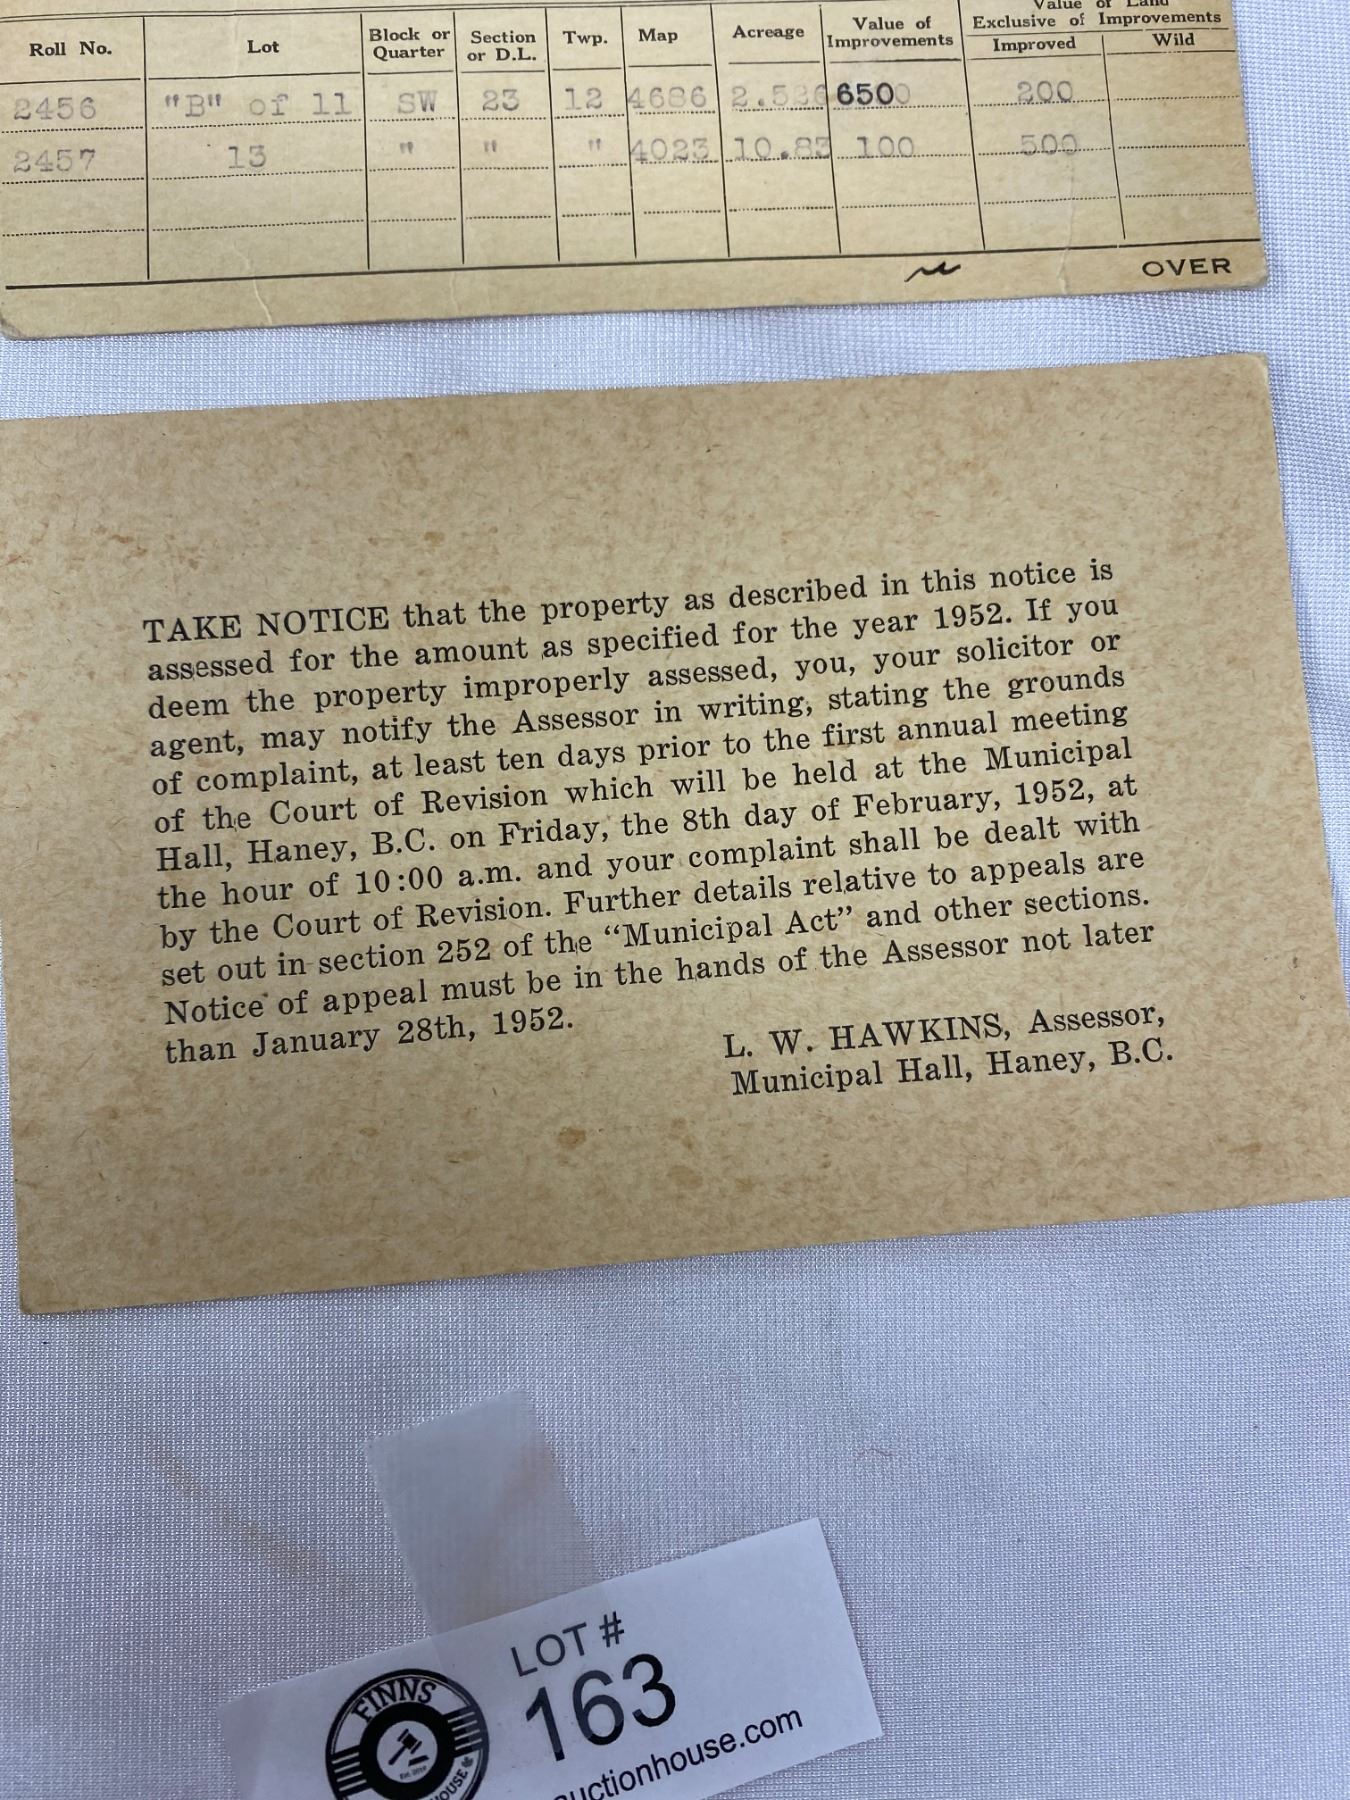 Value of Land
Roll No. Lot Block or Quarter Section or D.L. Twp. Map Acreage Value of Improvements Exclusive of Improvements Improved Wild
2456 "B" of 11 SW 23 12 4686 650 200
2457 13 " " " 4023 10.83 100 500
OVER
TAKE NOTICE that the property as described in this notice is
assessed for the amount as specified for the year 1952. If you
deem the property improperly assessed, you, your solicitor or
agent, may notify the Assessor in writing, stating the grounds
of complaint, at least ten days prior to the first annual meeting
of the Court of Revision which will be held at the Municipal
Hall, Haney, B.C. on Friday, the 8th day of February, 1952, at
the hour of 10:00 a.m. and your complaint shall be dealt with
by the Court of Revision. Further details relative to appeals are
set out in section 252 of the “Municipal Act” and other sections.
Notice of appeal must be in the hands of the Assessor not later
than January 28th, 1952.
L. W. HAWKINS, Assessor,
Municipal Hall, Haney, B.C.
LOT #
163
uctionhouse.com
FINNS
HOUSE